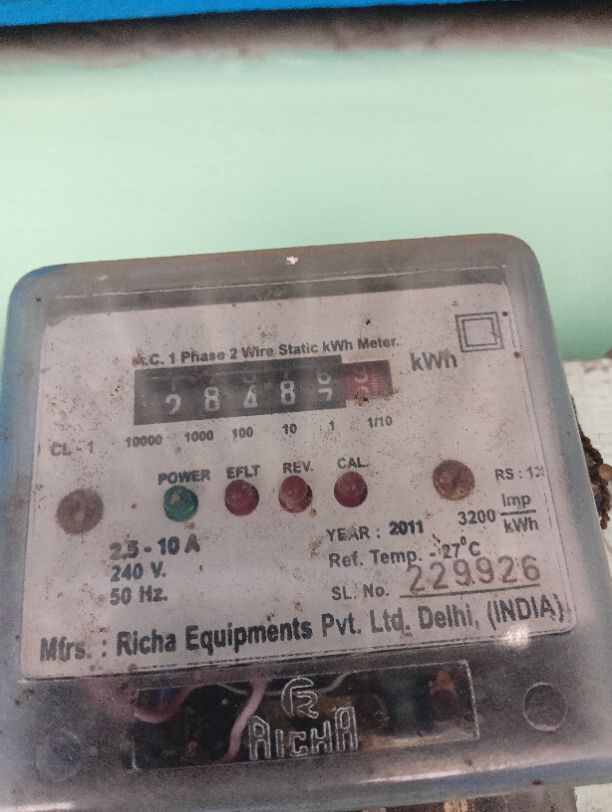 A.C. 1 Phase 2 Wire Static kWh Meter.
kWh
2 8 4 8
CL - 1
10000 1000 100 10 1 1/10
POWER EFLT REV. CAL.
RS : 12
2.5 - 10 A
240 V.
50 Hz.
YEAR : 2011
3200 imp/kWh
Ref. Temp. - 27°C
SL. No. 229926
Mfrs. : Richa Equipments Pvt. Ltd. Delhi, (INDIA)
RICHA